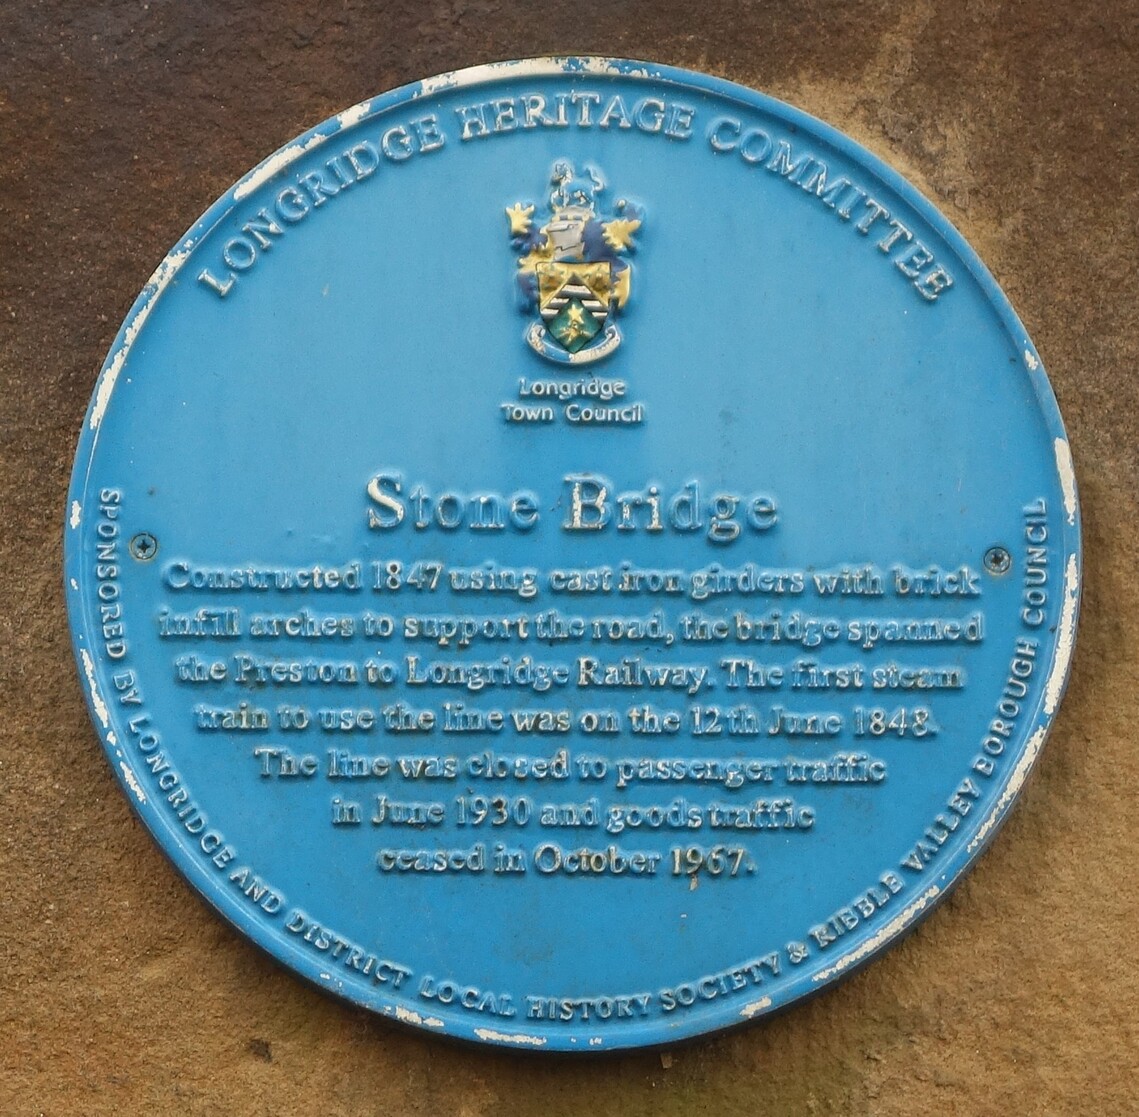 LONGRIDGE HERITAGE COMMITTEE
Longridge
Town Council
Stone Bridge
Constructed 1847 using cast iron girders with brick
infill arches to support the road, the bridge spanned
the Preston to Longridge Railway. The first steam
train to use the line was on the 12th June 1848.
The line was closed to passenger traffic
in June 1930 and goods traffic
ceased in October 1967.
SPONSORED BY LONGRIDGE AND DISTRICT LOCAL HISTORY SOCIETY & RIBBLE VALLEY BOROUGH COUNCIL